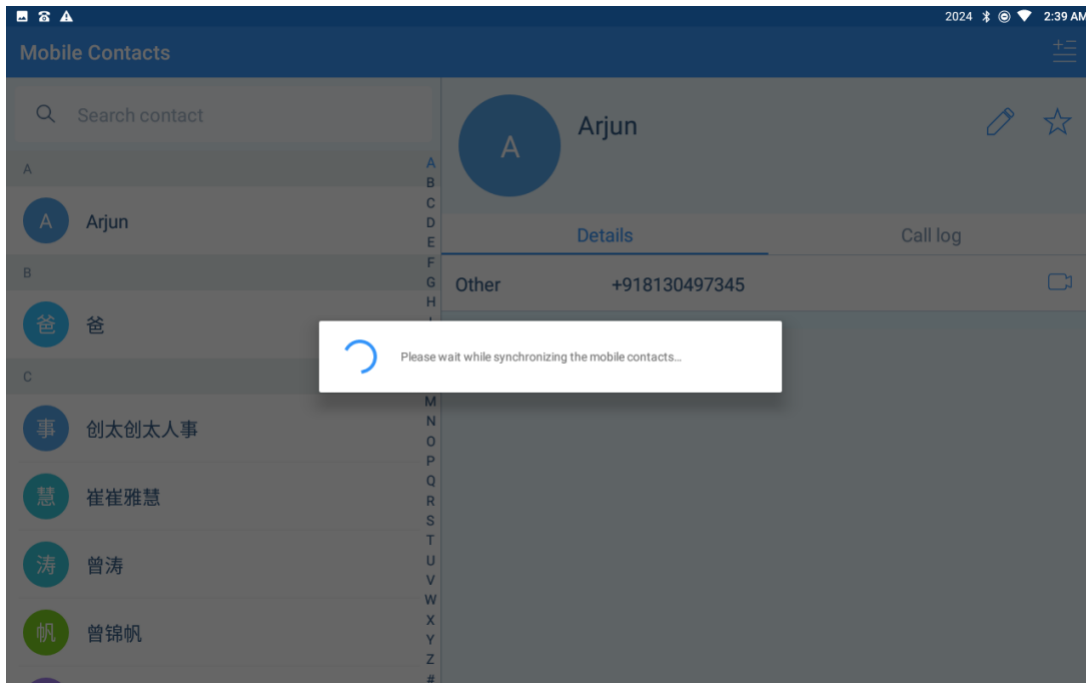 2024 2:39 AM
Mobile Contacts
Search contact
A
A Arjun
B
爸 爸
C
事 创太创太人事
慧 崔崔雅慧
涛 曾涛
帆 曾锦帆
A
B
C
D
E
F
G
H
M
N
O
P
Q
R
S
T
U
V
W
X
Y
Z
#
A
Arjun
Details Call log
Other +918130497345
Please wait while synchronizing the mobile contacts...